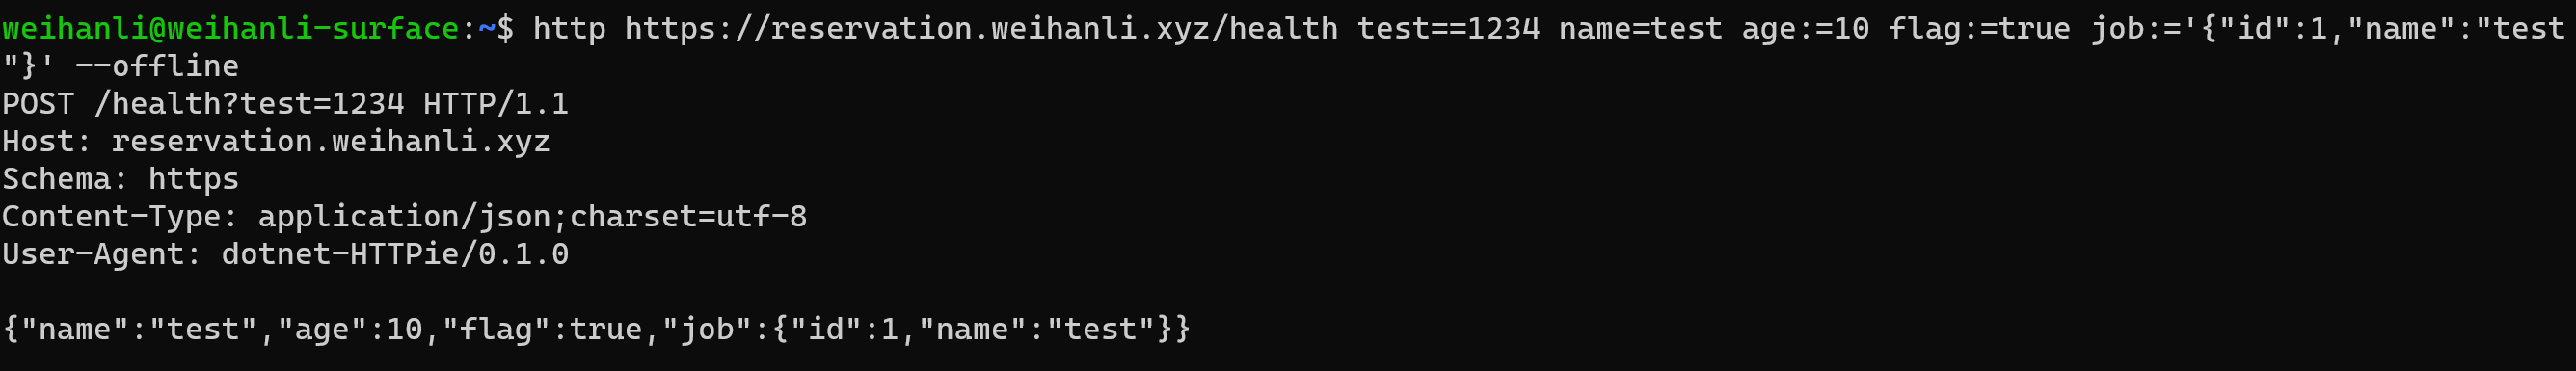 weihanli@weihanli-surface:~$ http https://reservation.weihanli.xyz/health test==1234 name=test age:=10 flag:=true job:='{"id":1,"name":"test
"}' --offline
POST /health?test=1234 HTTP/1.1
Host: reservation.weihanli.xyz
Schema: https
Content-Type: application/json;charset=utf-8
User-Agent: dotnet-HTTPie/0.1.0
{"name":"test","age":10,"flag":true,"job":{"id":1,"name":"test"}}